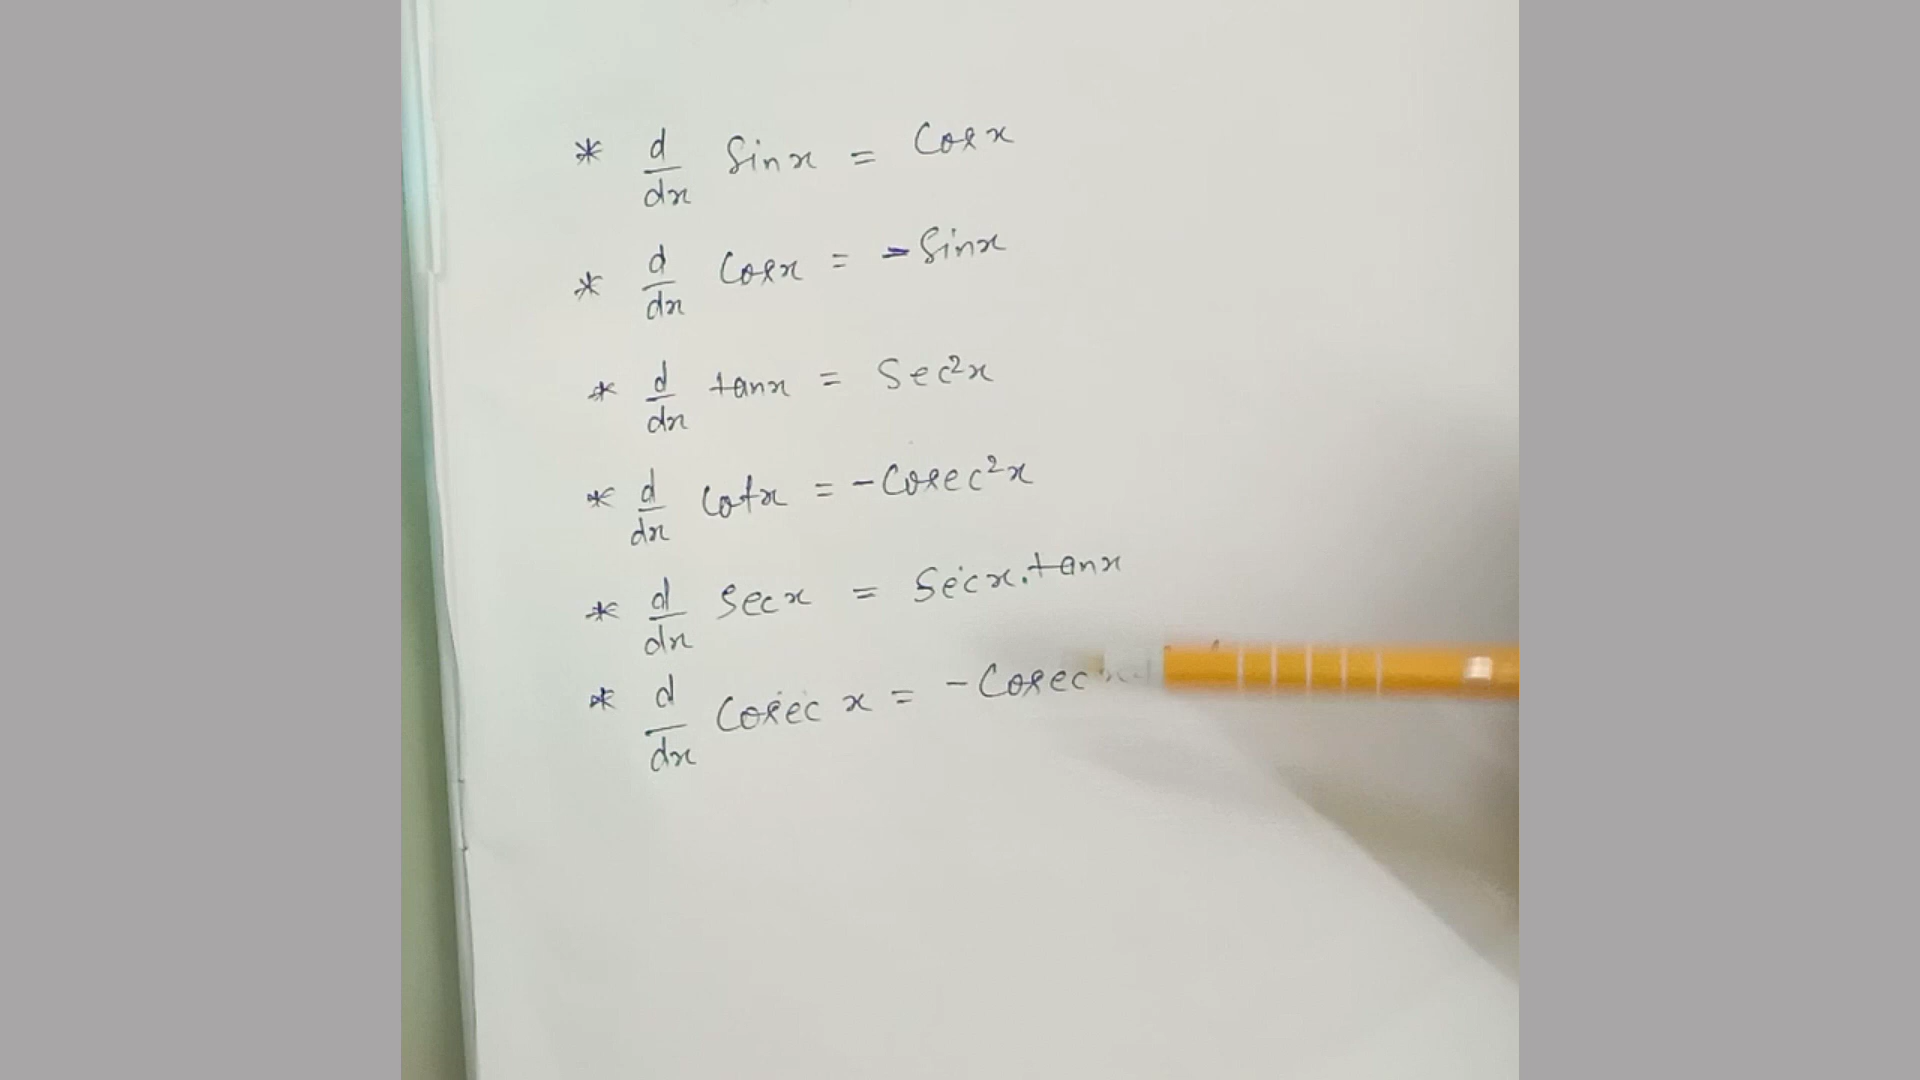 * d/dx Sinx = Cosx
* d/dx Cosx = -Sinx
* d/dx tanx = Sec²x
* d/dx Cotx = -Cosec²x
* d/dx Secx = Secx.tanx
* d/dx Cosec x = -Cosec